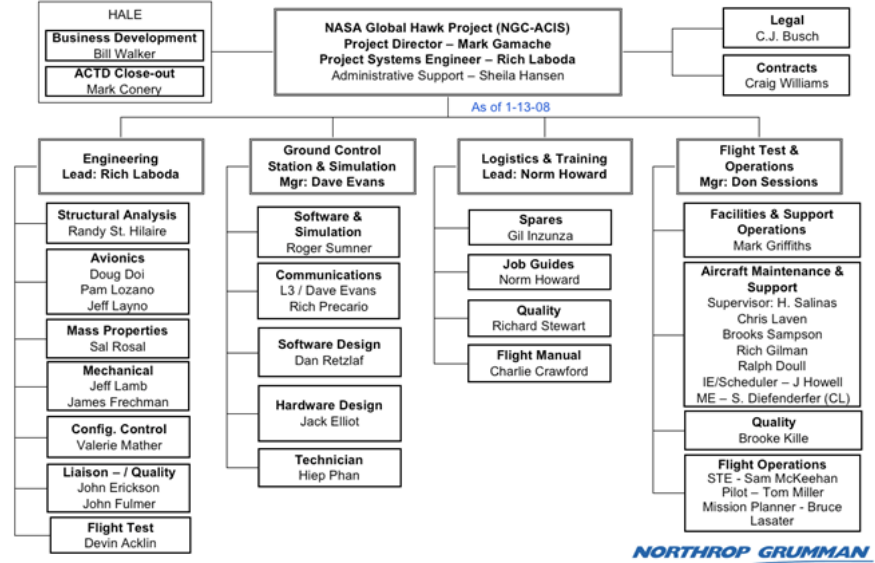 HALE
Business Development
Bill Walker
ACTD Close-out
Mark Conery
NASA Global Hawk Project (NGC-ACIS)
Project Director – Mark Gamache
Project Systems Engineer – Rich Laboda
Administrative Support – Sheila Hansen
Legal
C.J. Busch
Contracts
Craig Williams
As of 1-13-08
Engineering
Lead: Rich Laboda
Structural Analysis
Randy St. Hilaire
Avionics
Doug Doi
Pam Lozano
Jeff Layno
Mass Properties
Sal Rosal
Mechanical
Jeff Lamb
James Frechman
Config. Control
Valerie Mather
Liaison – / Quality
John Erickson
John Fulmer
Flight Test
Devin Acklin
Ground Control
Station & Simulation
Mgr: Dave Evans
Software &
Simulation
Roger Sumner
Communications
L3 / Dave Evans
Rich Precario
Software Design
Dan Retzlaf
Hardware Design
Jack Elliot
Technician
Hiep Phan
Logistics & Training
Lead: Norm Howard
Spares
Gil Inzunza
Job Guides
Norm Howard
Quality
Richard Stewart
Flight Manual
Charlie Crawford
Flight Test &
Operations
Mgr: Don Sessions
Facilities & Support
Operations
Mark Griffiths
Aircraft Maintenance &
Support
Supervisor: H. Salinas
Chris Laven
Brooks Sampson
Rich Gilman
Ralph Doull
IE/Scheduler – J Howell
ME – S. Diefenderfer (CL)
Quality
Brooke Kille
Flight Operations
STE - Sam McKeehan
Pilot – Tom Miller
Mission Planner - Bruce
Lasater
NORTHROP GRUMMAN